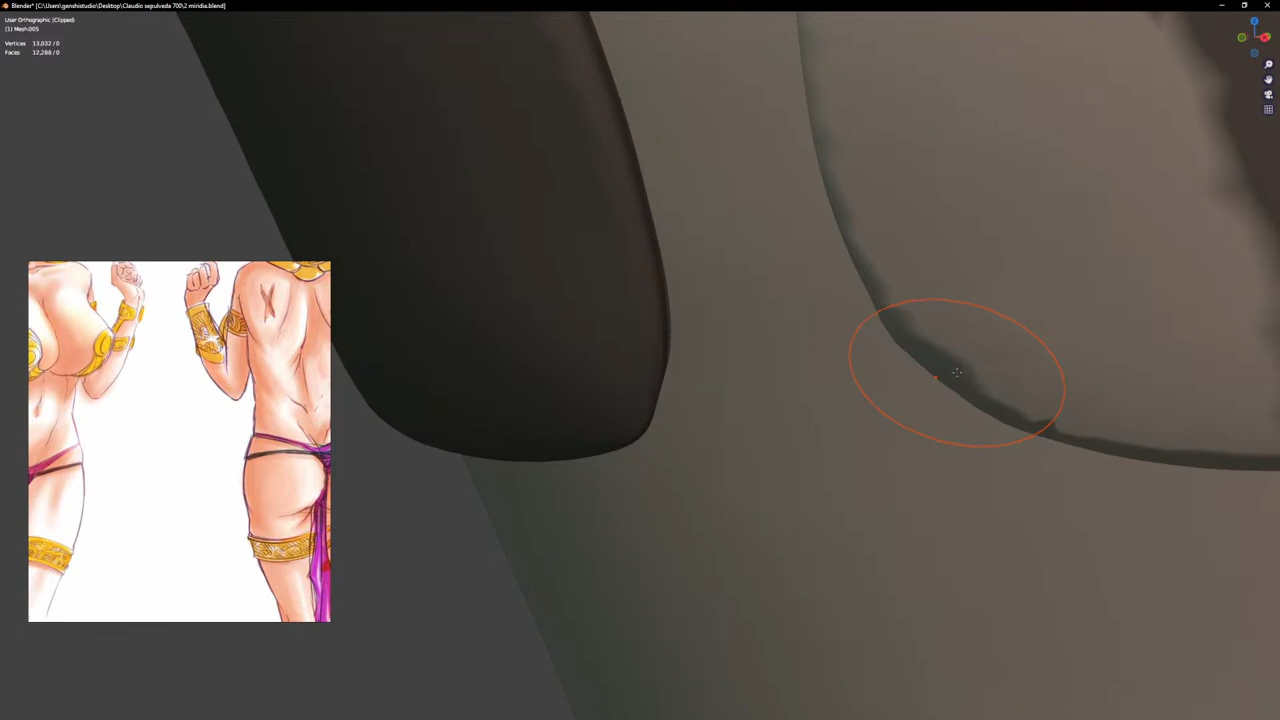 Blender* [C:\Users\genshistudio\Desktop\Claudio sepulveda 700\2 miridia.blend]
User Orthographic (Clipped)
(1) Mesh.005
Vertices 13,032 / 0
Faces 12,288 / 0